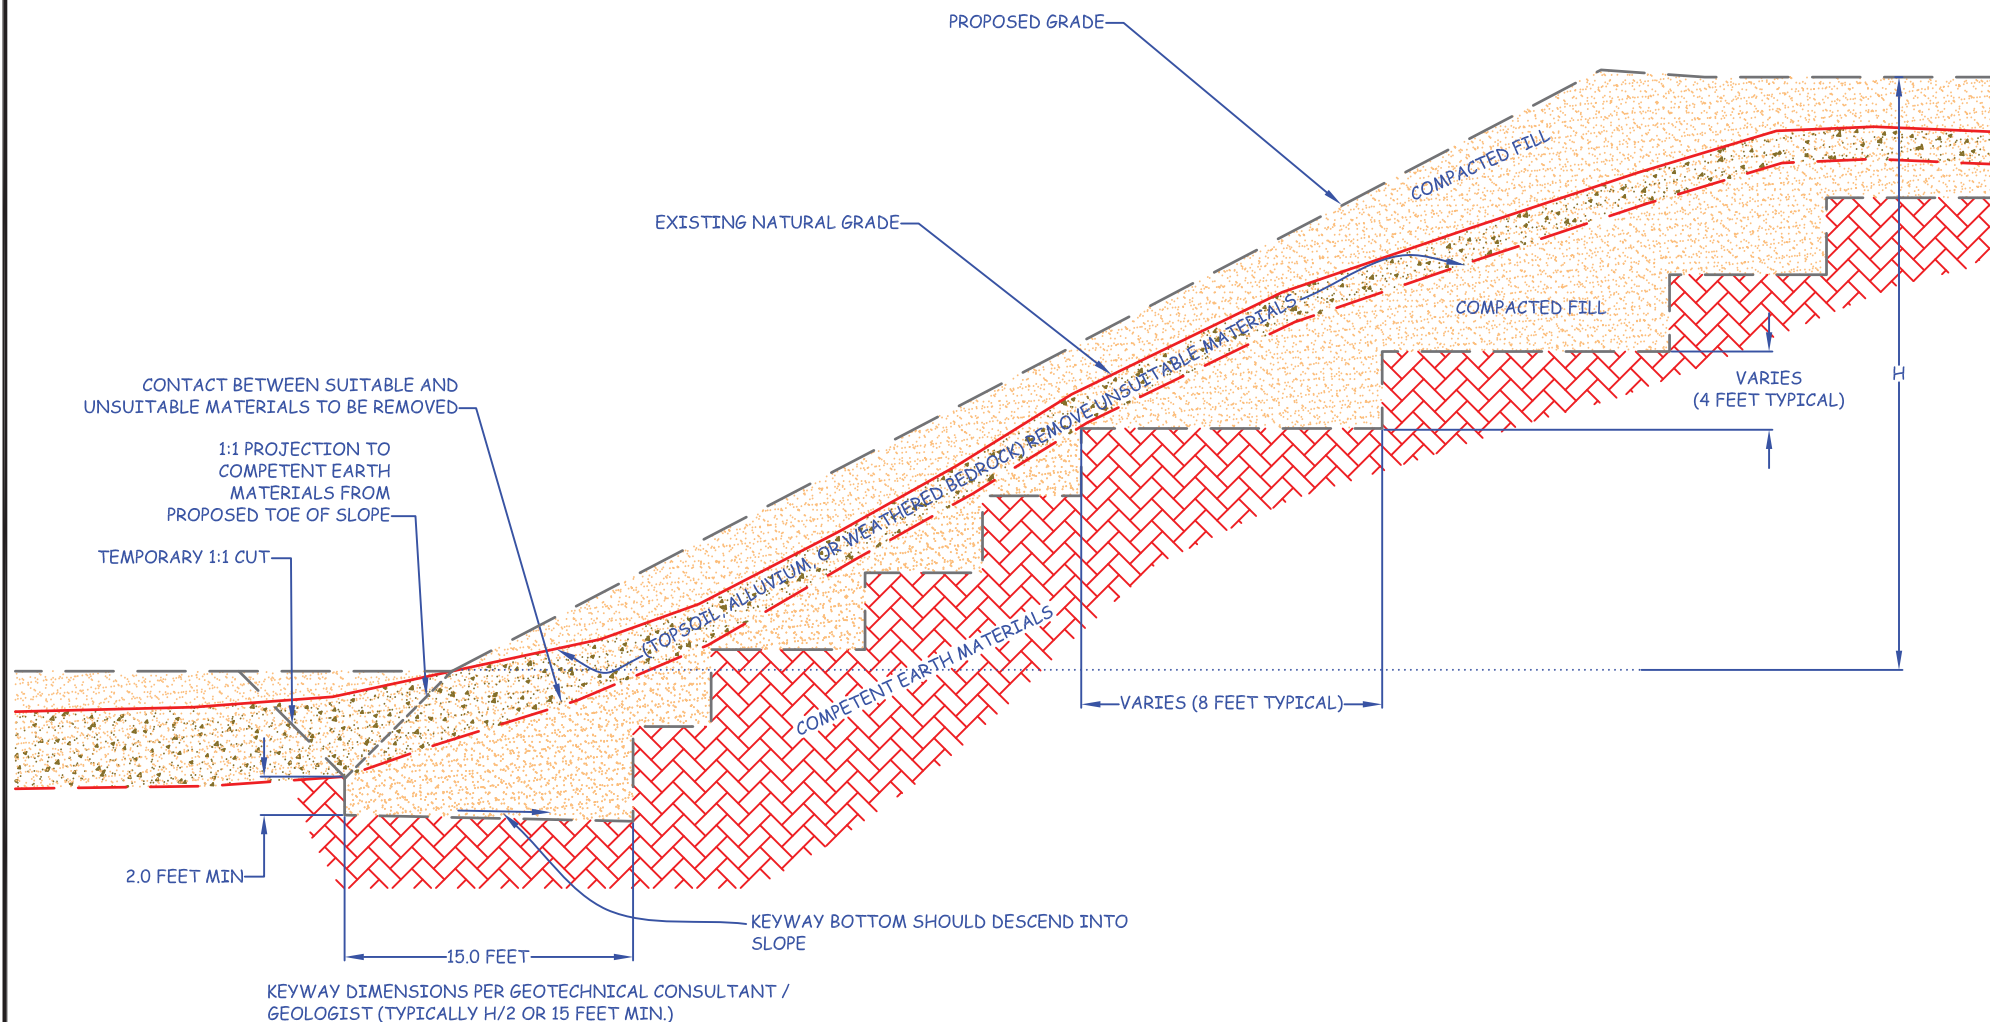 PROPOSED GRADE
COMPACTED FILL
EXISTING NATURAL GRADE
COMPACTED FILL
H
VARIES
(4 FEET TYPICAL)
CONTACT BETWEEN SUITABLE AND
UNSUITABLE MATERIALS TO BE REMOVED
1:1 PROJECTION TO
COMPETENT EARTH
MATERIALS FROM
PROPOSED TOE OF SLOPE
TEMPORARY 1:1 CUT
(TOPSOIL, ALLUVIUM, OR WEATHERED BEDROCK) REMOVE UNSUITABLE MATERIALS
COMPETENT EARTH MATERIALS
VARIES (8 FEET TYPICAL)
2.0 FEET MIN
KEYWAY BOTTOM SHOULD DESCEND INTO
SLOPE
15.0 FEET
KEYWAY DIMENSIONS PER GEOTECHNICAL CONSULTANT /
GEOLOGIST (TYPICALLY H/2 OR 15 FEET MIN.)